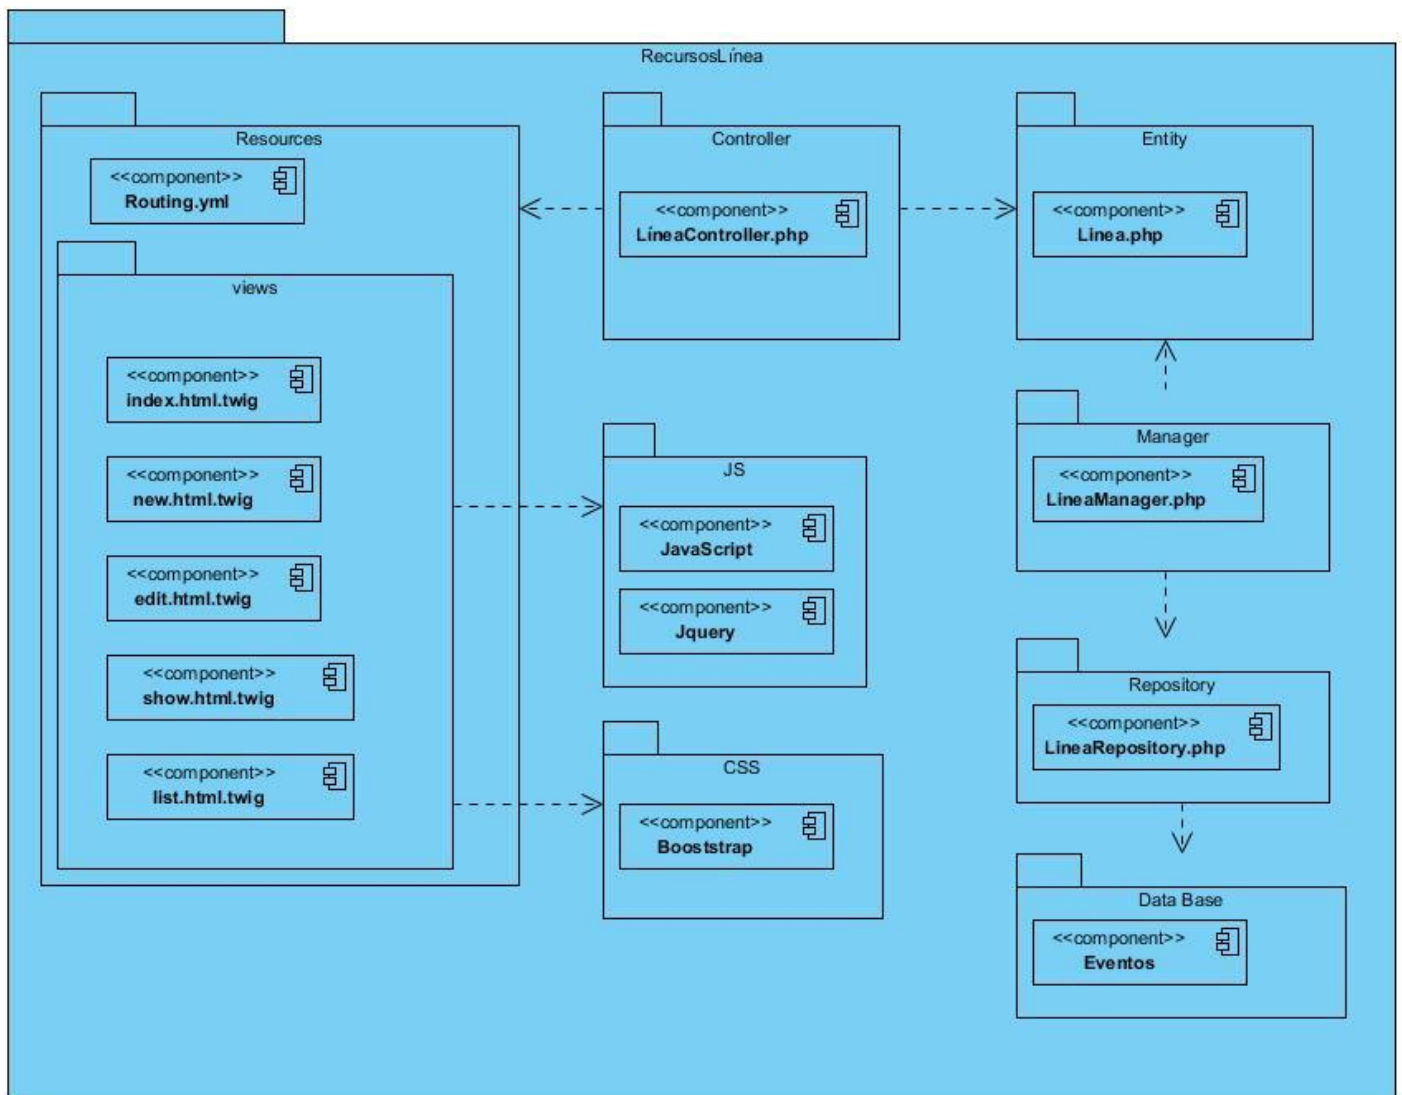 RecursosLínea
Resources
<<component>>
Routing.yml
views
<<component>>
index.html.twig
<<component>>
new.html.twig
<<component>>
edit.html.twig
<<component>>
show.html.twig
<<component>>
list.html.twig
Controller
<<component>>
LíneaController.php
JS
<<component>>
JavaScript
<<component>>
Jquery
CSS
<<component>>
Booststrap
Entity
<<component>>
Linea.php
Manager
<<component>>
LineaManager.php
Repository
<<component>>
LineaRepository.php
Data Base
<<component>>
Eventos